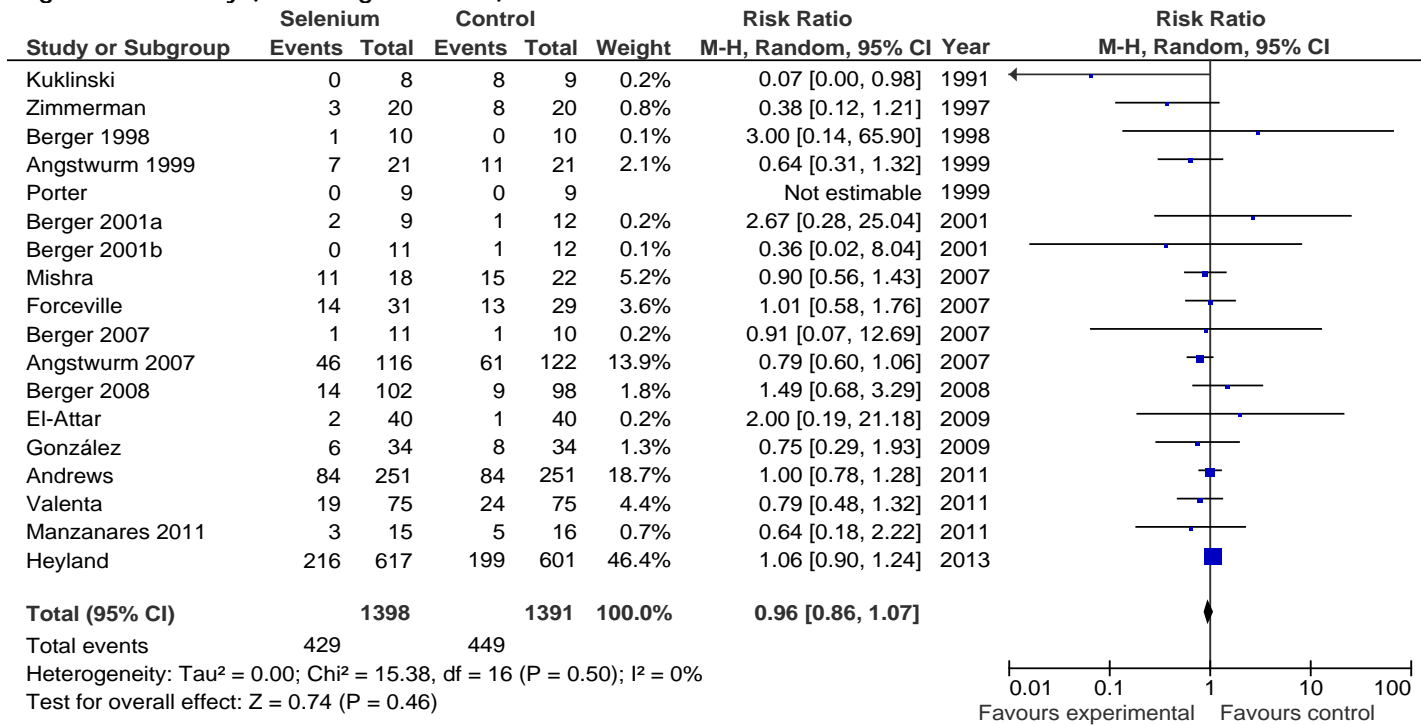 Selenium Control Risk Ratio Risk Ratio
Study or Subgroup Events Total Events Total Weight M-H, Random, 95% CI Year M-H, Random, 95% CI
Kuklinski 0 8 8 9 0.2% 0.07 [0.00, 0.98] 1991
Zimmerman 3 20 8 20 0.8% 0.38 [0.12, 1.21] 1997
Berger 1998 1 10 0 10 0.1% 3.00 [0.14, 65.90] 1998
Angstwurm 1999 7 21 11 21 2.1% 0.64 [0.31, 1.32] 1999
Porter 0 9 0 9 Not estimable 1999
Berger 2001a 2 9 1 12 0.2% 2.67 [0.28, 25.04] 2001
Berger 2001b 0 11 1 12 0.1% 0.36 [0.02, 8.04] 2001
Mishra 11 18 15 22 5.2% 0.90 [0.56, 1.43] 2007
Forceville 14 31 13 29 3.6% 1.01 [0.58, 1.76] 2007
Berger 2007 1 11 1 10 0.2% 0.91 [0.07, 12.69] 2007
Angstwurm 2007 46 116 61 122 13.9% 0.79 [0.60, 1.06] 2007
Berger 2008 14 102 9 98 1.8% 1.49 [0.68, 3.29] 2008
El-Attar 2 40 1 40 0.2% 2.00 [0.19, 21.18] 2009
González 6 34 8 34 1.3% 0.75 [0.29, 1.93] 2009
Andrews 84 251 84 251 18.7% 1.00 [0.78, 1.28] 2011
Valenta 19 75 24 75 4.4% 0.79 [0.48, 1.32] 2011
Manzanares 2011 3 15 5 16 0.7% 0.64 [0.18, 2.22] 2011
Heyland 216 617 199 601 46.4% 1.06 [0.90, 1.24] 2013
Total (95% CI) 1398 1391 100.0% 0.96 [0.86, 1.07]
Total events 429 449
Heterogeneity: Tau² = 0.00; Chi² = 15.38, df = 16 (P = 0.50); I² = 0%
Test for overall effect: Z = 0.74 (P = 0.46)
0.01 0.1 1 10 100
Favours experimental Favours control